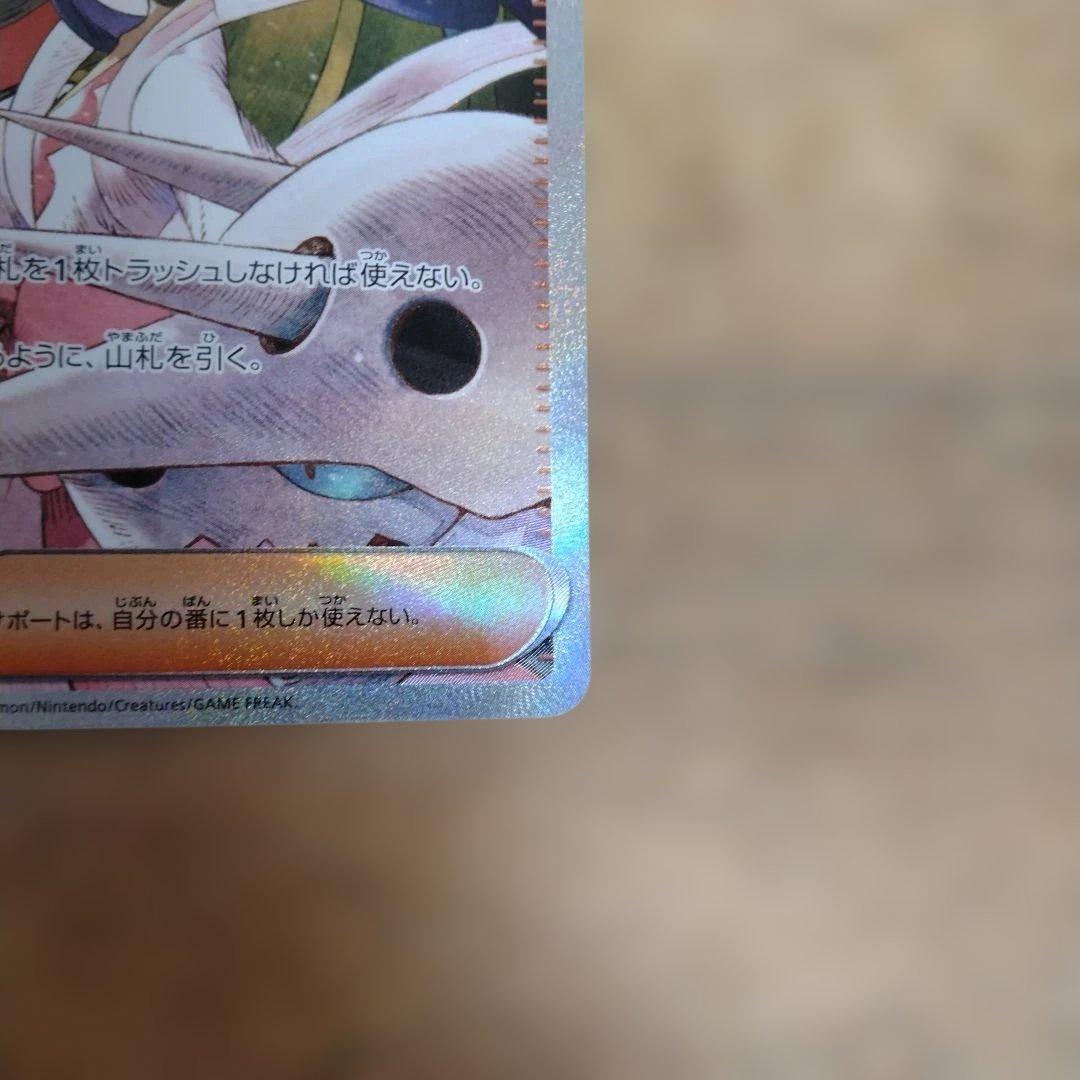 札を1枚トラッシュしなければ使えない。
ように、山札を引く。
サポートは、自分の番に1枚しか使えない。
mon/Nintendo/Creatures/GAME FREAK.